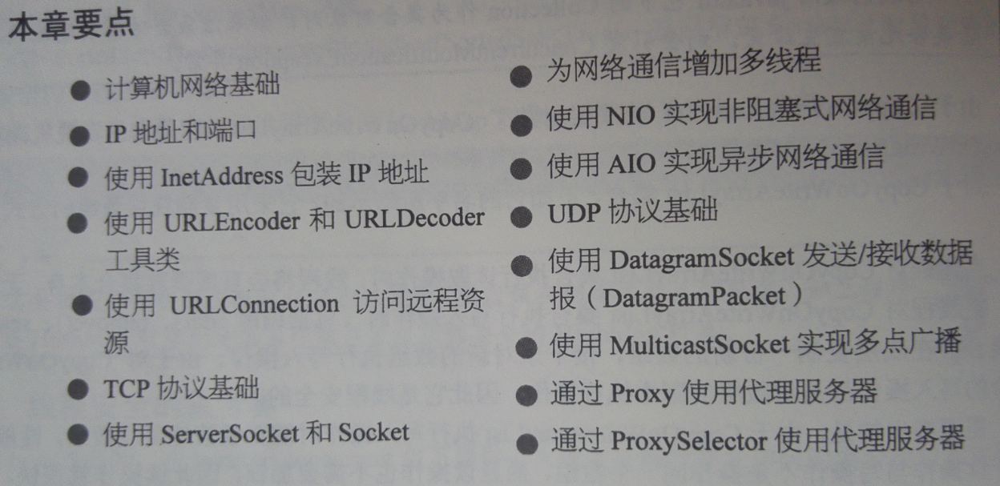 本章要点
计算机网络基础
IP 地址和端口
使用 InetAddress 包装 IP 地址
使用 URLEncoder 和 URLDecoder
工具类
使用 URLConnection 访问远程资
源
TCP 协议基础
使用 ServerSocket 和 Socket
为网络通信增加多线程
使用 NIO 实现非阻塞式网络通信
使用 AIO 实现异步网络通信
UDP 协议基础
使用 DatagramSocket 发送/接收数据
报（DatagramPacket）
使用 MulticastSocket 实现多点广播
通过 Proxy 使用代理服务器
通过 ProxySelector 使用代理服务器